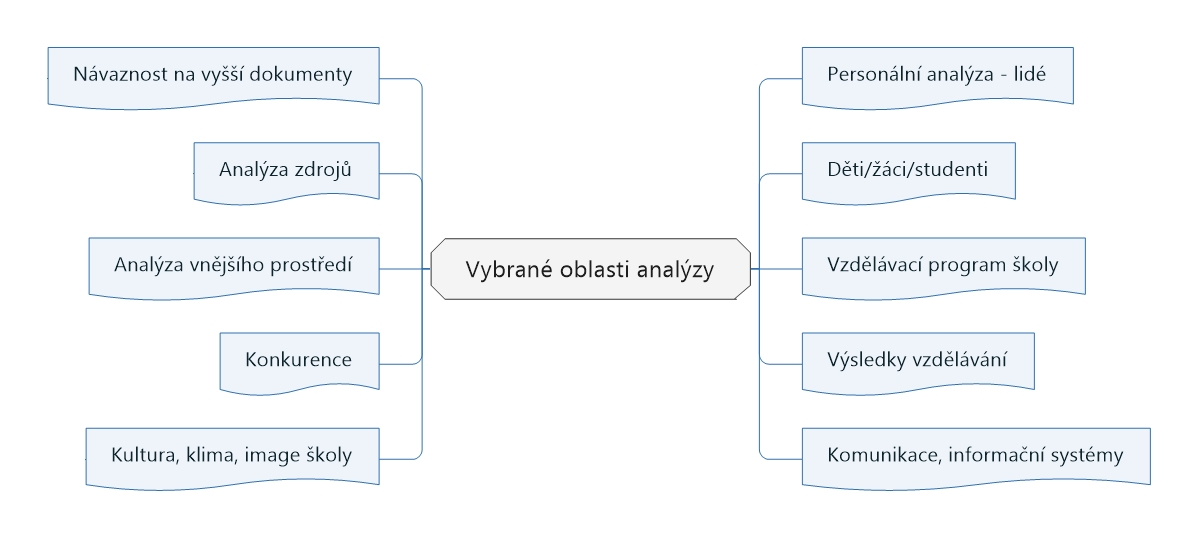 Návaznost na vyšší dokumenty
Analýza zdrojů
Analýza vnějšího prostředí
Konkurence
Kultura, klima, image školy
Vybrané oblasti analýzy
Personální analýza - lidé
Děti/žáci/studenti
Vzdělávací program školy
Výsledky vzdělávání
Komunikace, informační systémy